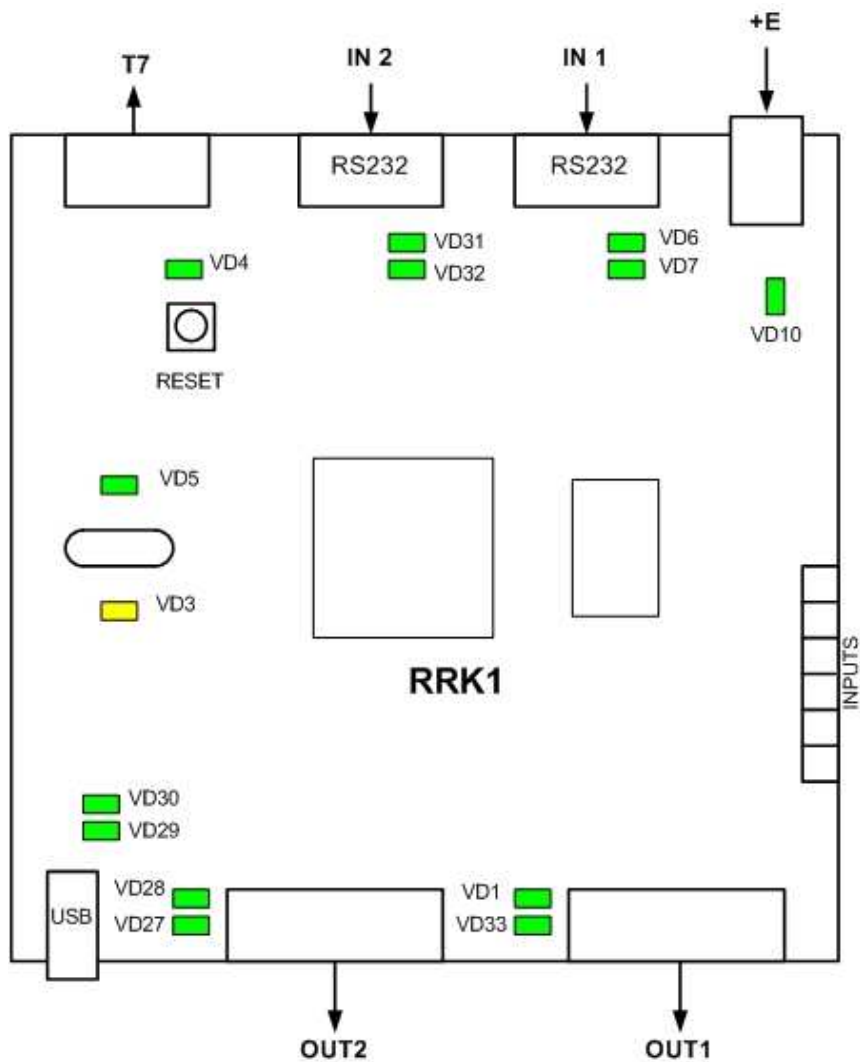 +E
T7
IN 2
IN 1
RS232
RS232
VD31
VD6
VD4
VD32
VD7
VD10
RESET
VD5
VD3
INPUTS
RRK1
VD30
VD29
VD28
VD1
USB
VD27
VD33
OUT2
OUT1